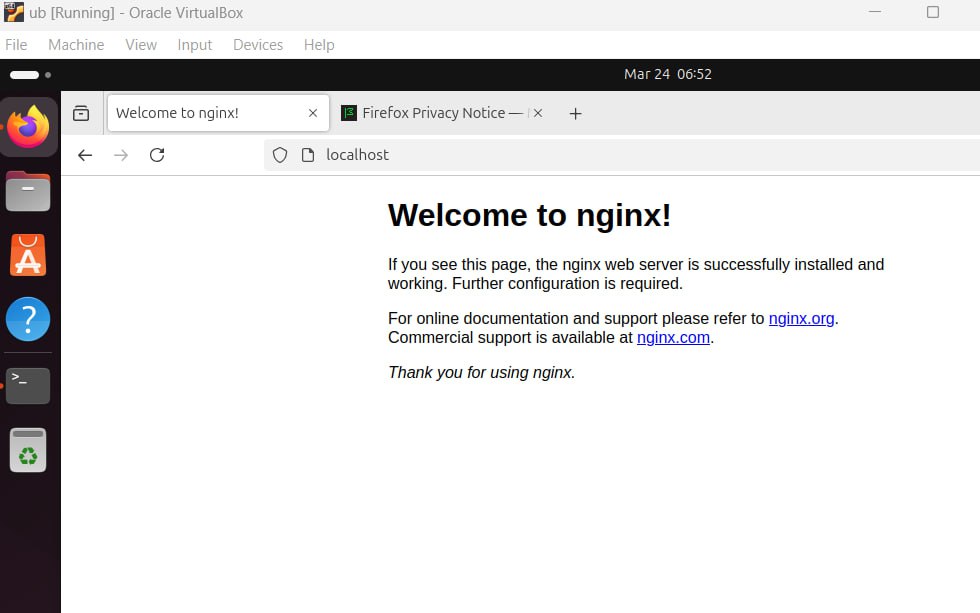 ub [Running] - Oracle VirtualBox
File Machine View Input Devices Help
Mar 24 06:52
Welcome to nginx! Firefox Privacy Notice —
localhost
Welcome to nginx!
If you see this page, the nginx web server is successfully installed and
working. Further configuration is required.
For online documentation and support please refer to nginx.org.
Commercial support is available at nginx.com.
Thank you for using nginx.